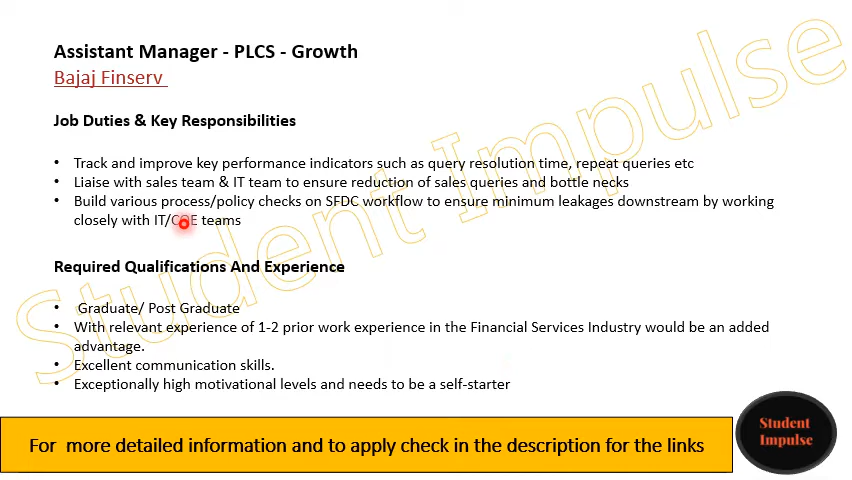 Assistant Manager - PLCS - Growth
Bajaj Finserv
Job Duties & Key Responsibilities
• Track and improve key performance indicators such as query resolution time, repeat queries etc
• Liaise with sales team & IT team to ensure reduction of sales queries and bottle necks
• Build various process/policy checks on SFDC workflow to ensure minimum leakages downstream by working
closely with IT/COE teams
Required Qualifications And Experience
• Graduate/ Post Graduate
• With relevant experience of 1-2 prior work experience in the Financial Services Industry would be an added
advantage.
• Excellent communication skills.
• Exceptionally high motivational levels and needs to be a self-starter
Student Impulse
For more detailed information and to apply check in the description for the links
Student
Impulse